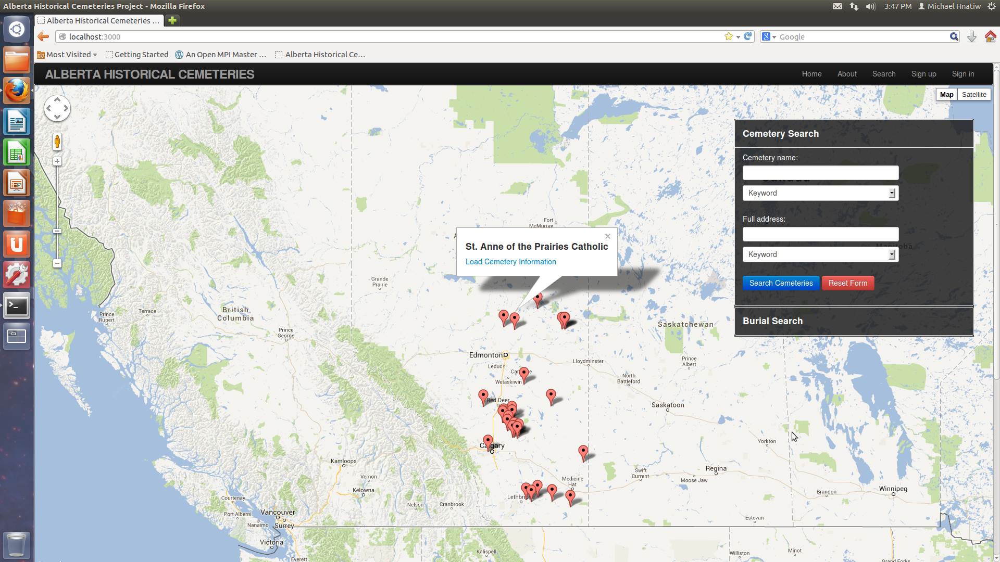 Alberta Historical Cemeteries Project - Mozilla Firefox
3:47 PM Michael Hnatiw
Alberta Historical Cemeteries ...
localhost:3000
Google
Most Visited Getting Started An Open MPI Master ... Alberta Historical Ce...
ALBERTA HISTORICAL CEMETERIES
Home About Search Sign up Sign in
Map Satellite
Cemetery Search
Cemetery name:
Keyword
Full address:
Keyword
Search Cemeteries Reset Form
Burial Search
Fort
McMurray
St. Anne of the Prairies Catholic
Load Cemetery Information
Grande
Prairie
British
Columbia
Terrace
Prince
Rupert
Prince
George
Saskatchewan
Edmonton
Leduc
Wetaskiwin
Lloydminster
Prince
Albert
North
Battleford
Red Deer
Saskatoon
Calgary
Yorkton
Kamloops
Vernon
Kelowna
Regina
Moose Jaw
Swift
Current
Medicine
Hat
Lethbridge
Brandon
Winnipeg
Courtenay
Port Alberni
Nanaimo
Nelson
Cranbrook
Vancouver
Surrey
Victoria
Estevan
Kalispell
Williston
Minot
Everett
Grand Forks